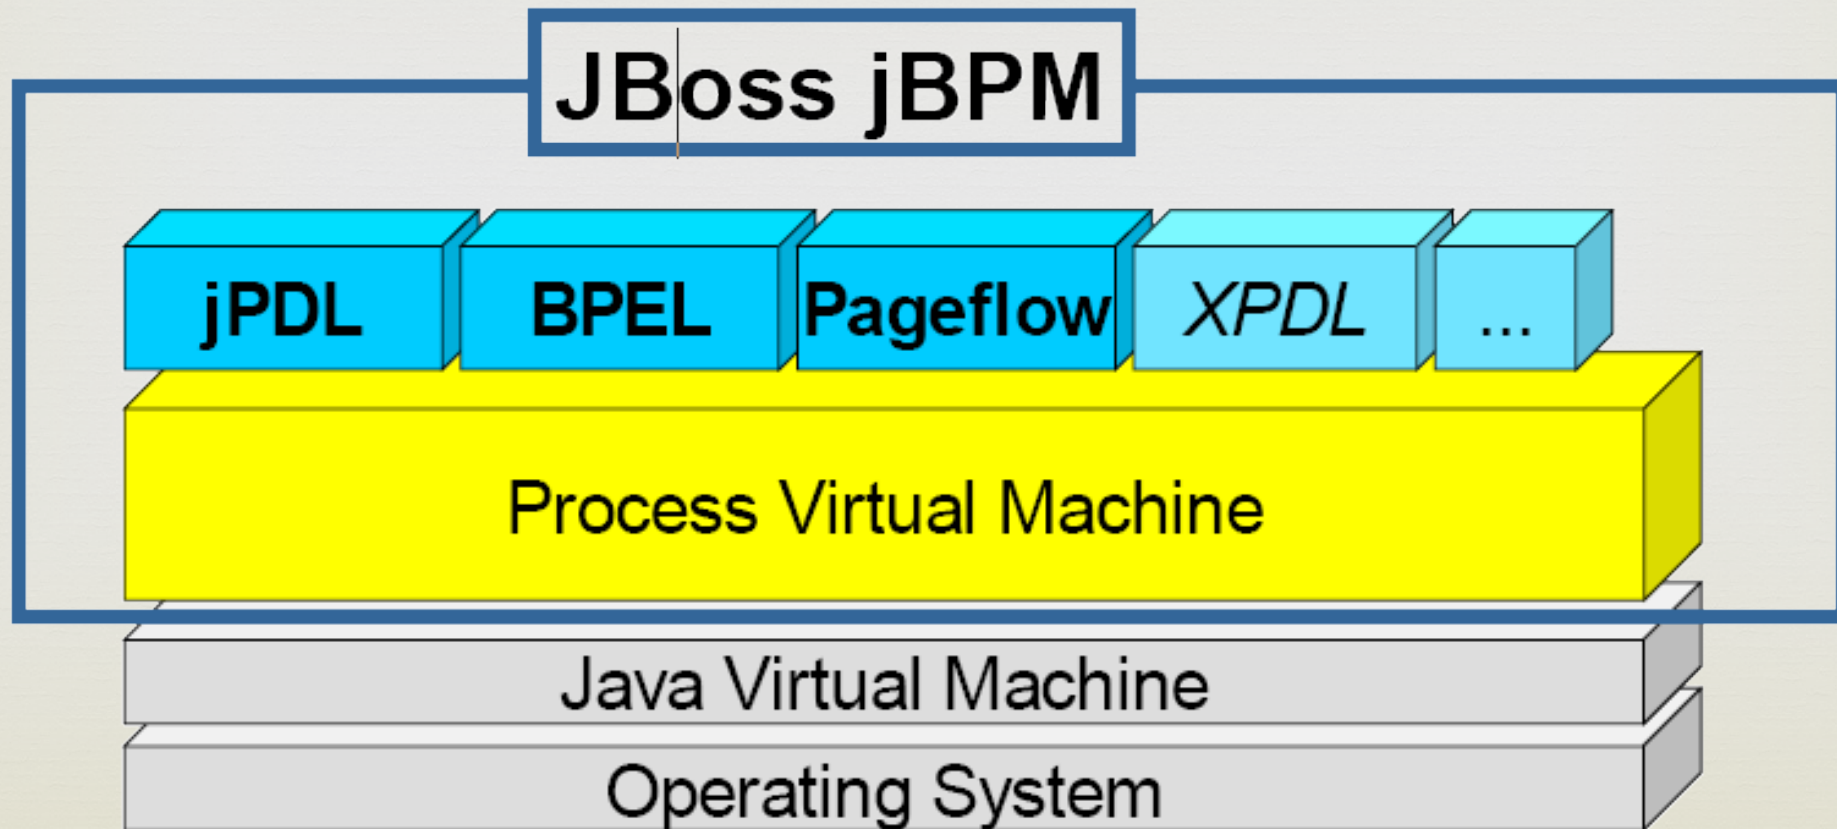 JBoss jBPM
jPDL BPEL Pageflow XPDL ...
Process Virtual Machine
Java Virtual Machine
Operating System